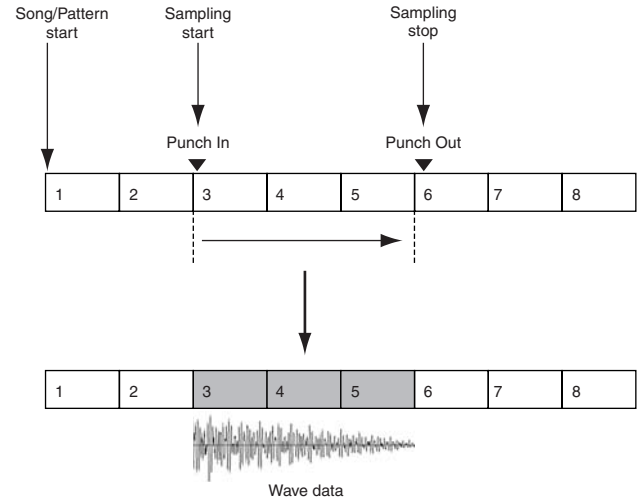 Song/Pattern
start
Sampling
start
Sampling
stop
Punch In
Punch Out
1 2 3 4 5 6 7 8
1 2 3 4 5 6 7 8
Wave data